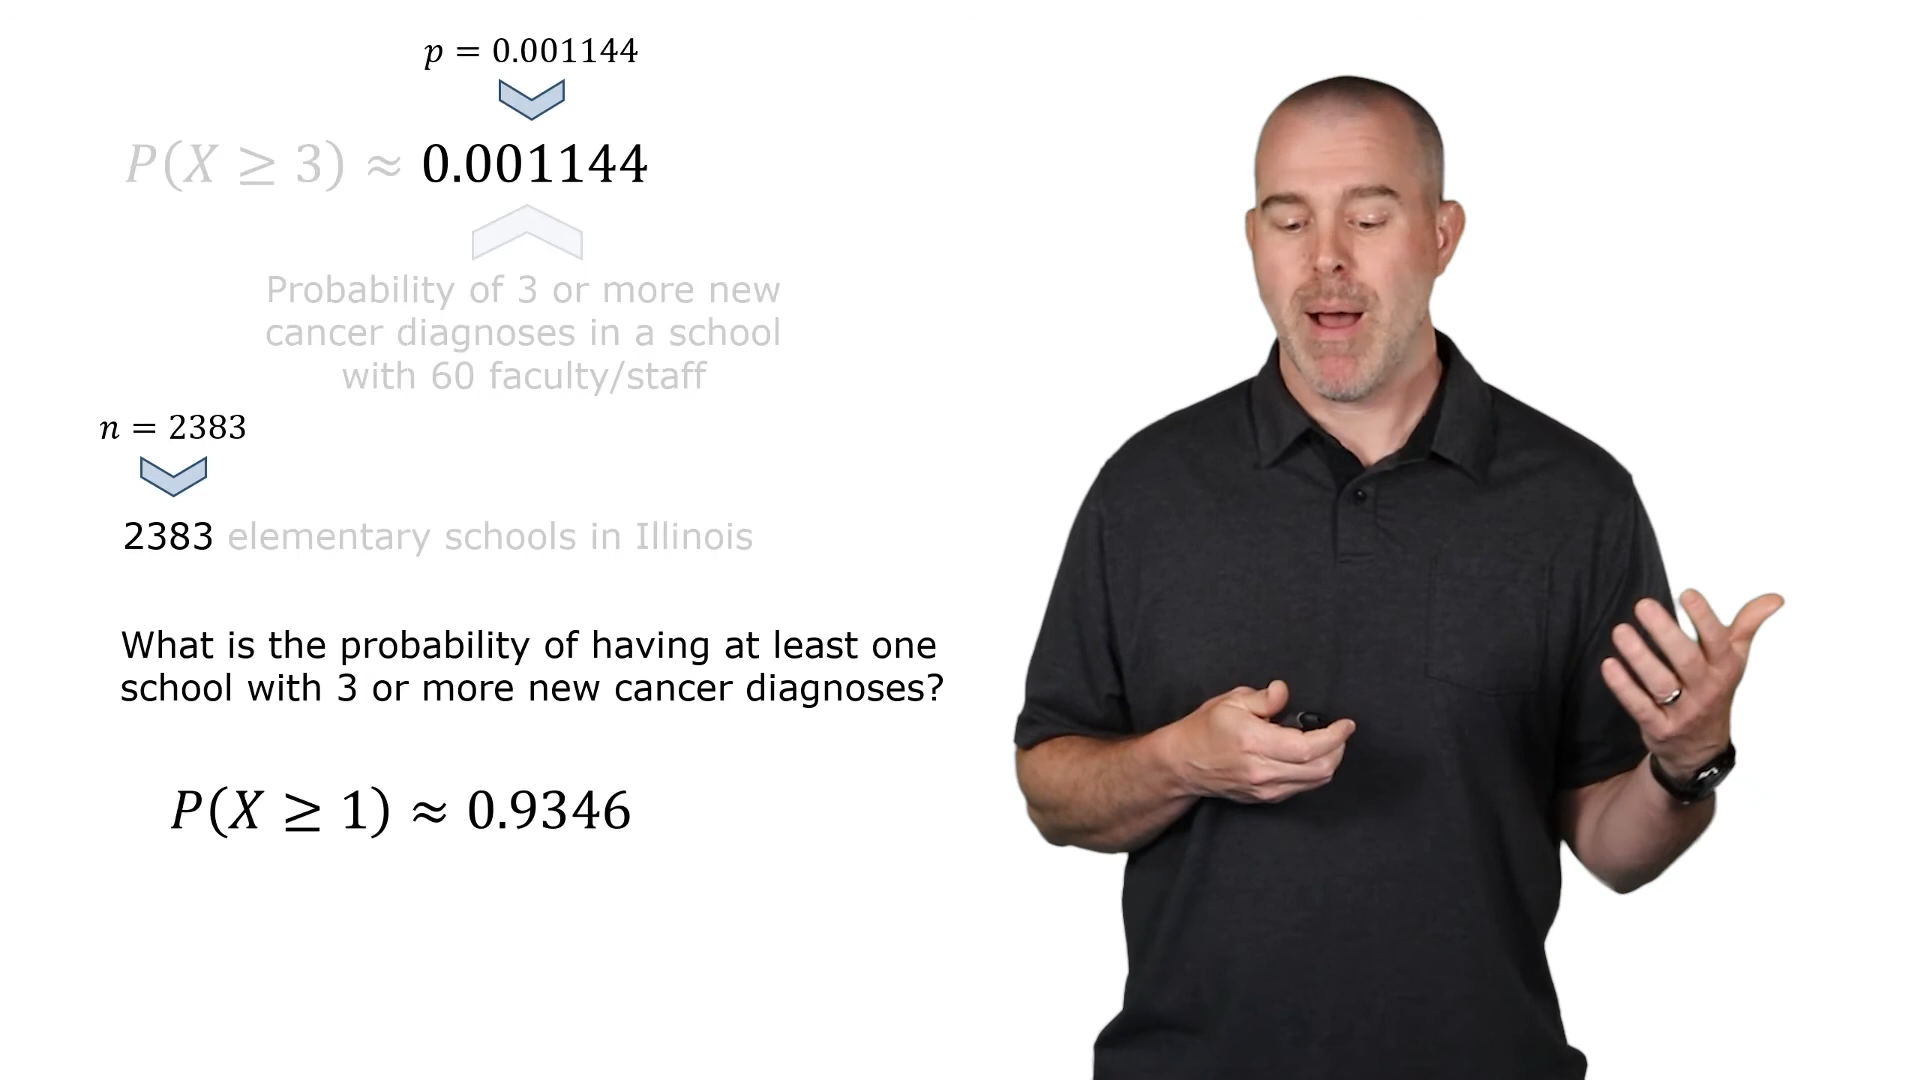 p = 0.001144
P(X ≥ 3) ≈ 0.001144
Probability of 3 or more new
cancer diagnoses in a school
with 60 faculty/staff
n = 2383
2383 elementary schools in Illinois
What is the probability of having at least one
school with 3 or more new cancer diagnoses?
P(X ≥ 1) ≈ 0.9346